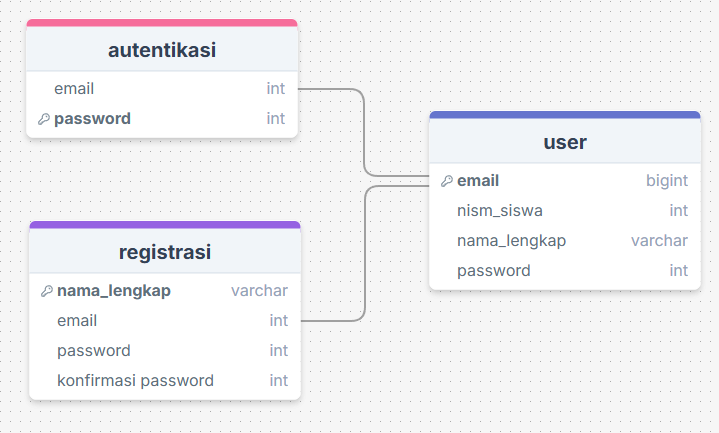 autentikasi
email int
password int
user
email bigint
nism_siswa int
nama_lengkap varchar
password int
registrasi
nama_lengkap varchar
email int
password int
konfirmasi password int